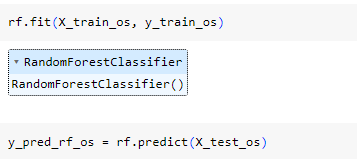 rf.fit(X_train_os, y_train_os)
▾ RandomForestClassifier
RandomForestClassifier()
y_pred_rf_os = rf.predict(X_test_os)